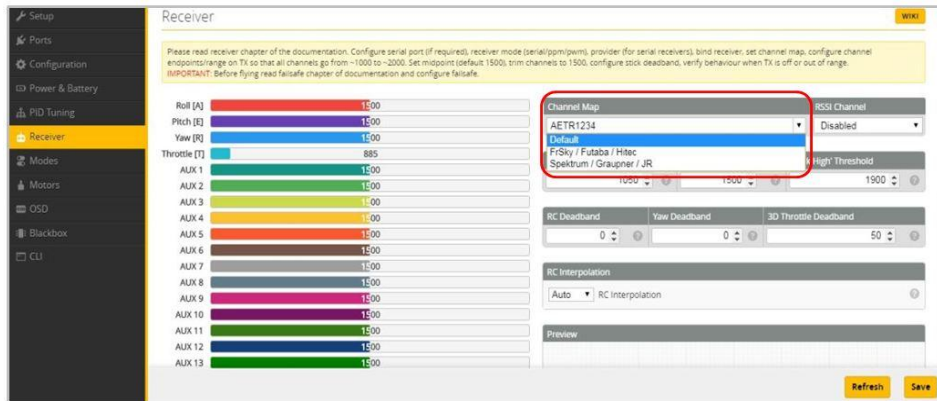 Setup
Ports
Configuration
Power & Battery
PID Tuning
Receiver
Modes
Motors
OSD
Blackbox
CLI
Receiver
WIKI
Please read receiver chapter of the documentation. Configure serial port (if required), receiver mode (serial/ppm/pwm), provider (for serial receivers), bind receiver, set channel map, configure channel
endpoints/range on TX so that all channels go from ~1000 to ~2000. Set midpoint (default 1500), trim channels to 1500, configure stick deadband, verify behaviour when TX is off or out of range.
IMPORTANT: Before flying read failsafe chapter of documentation and configure failsafe.
Roll [A] 1500
Pitch [E] 1500
Yaw [R] 1500
Throttle [T] 885
AUX 1 1500
AUX 2 1500
AUX 3 1500
AUX 4 1500
AUX 5 1500
AUX 6 1500
AUX 7 1500
AUX 8 1500
AUX 9 1500
AUX 10 1500
AUX 11 1500
AUX 12 1500
AUX 13 1500
Channel Map
RSSI Channel
AETR1234
Disabled
Default
FrSky / Futaba / Hitec
Spektrum / Graupner / JR
High' Threshold
1050 1500 1900
RC Deadband
Yaw Deadband
3D Throttle Deadband
0 0 50
RC Interpolation
Auto RC Interpolation
Preview
Refresh
Save